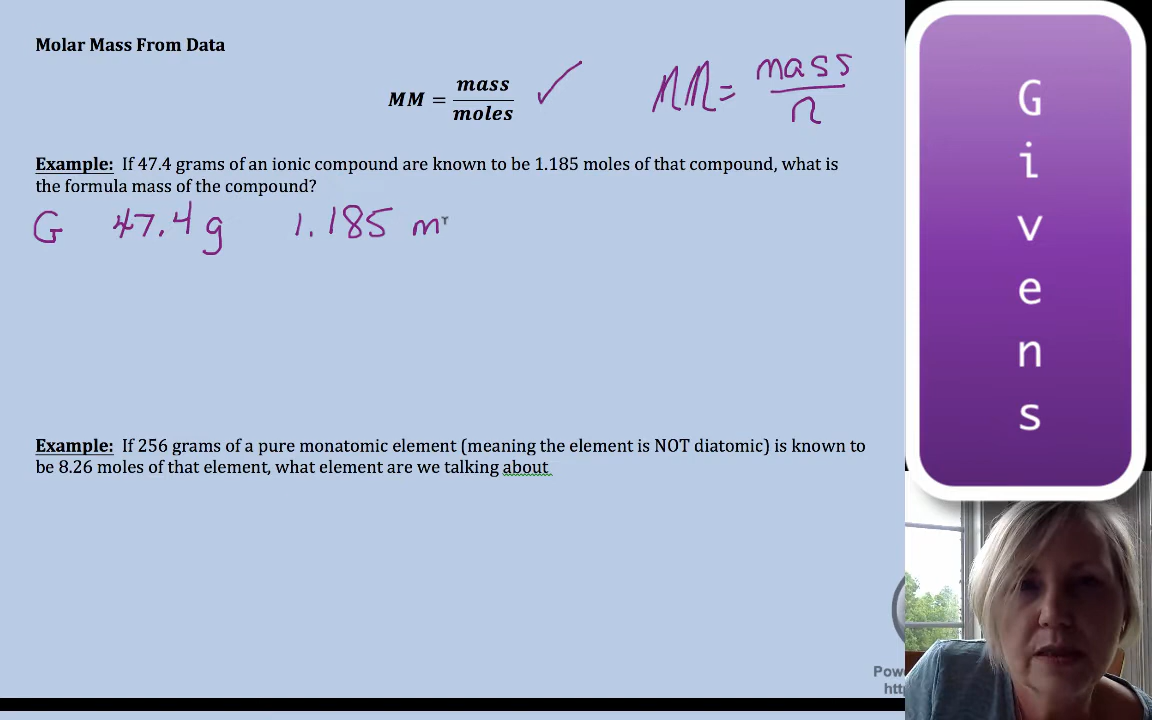 Molar Mass From Data
MM = mass / moles ✓
MM = mass / n
Example: If 47.4 grams of an ionic compound are known to be 1.185 moles of that compound, what is
the formula mass of the compound?
G 47.4 g 1.185 m
Example: If 256 grams of a pure monatomic element (meaning the element is NOT diatomic) is known to
be 8.26 moles of that element, what element are we talking about
G
i
v
e
n
s
Pow
htt